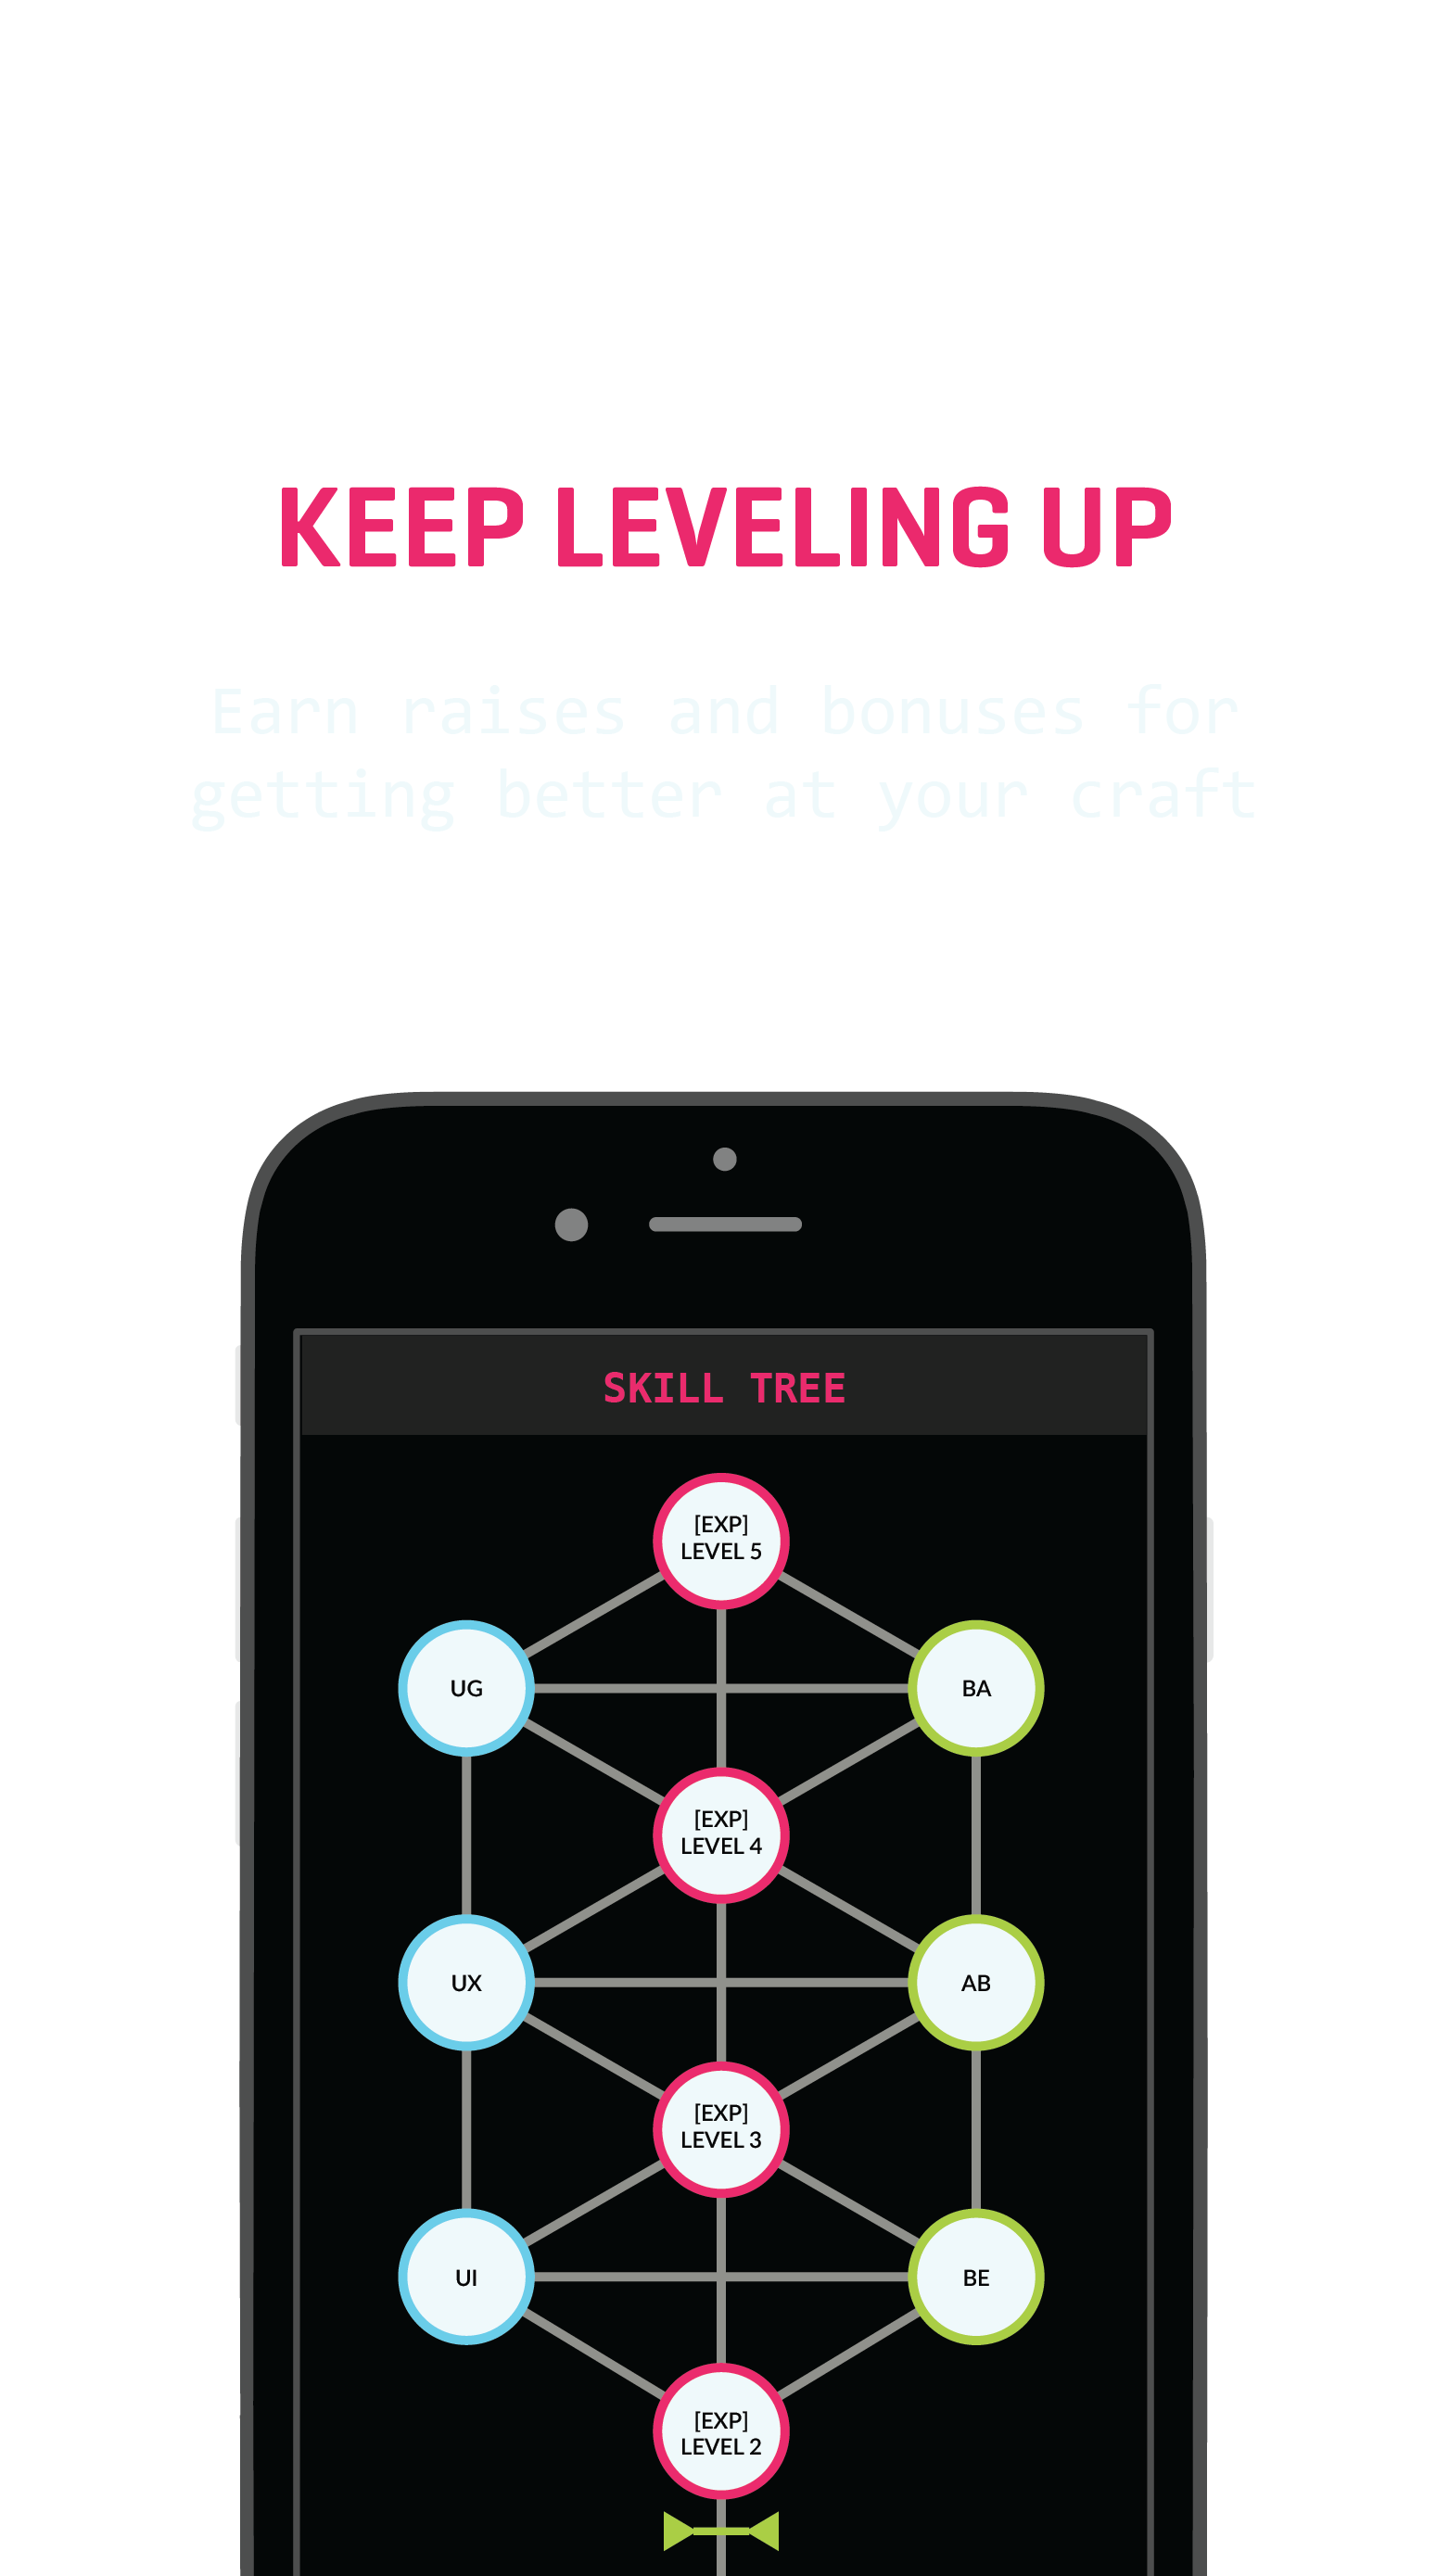 KEEP LEVELING UP
Earn raises and bonuses for
getting better at your craft
SKILL TREE
[EXP]
LEVEL 5
UG
BA
[EXP]
LEVEL 4
UX
AB
[EXP]
LEVEL 3
UI
BE
[EXP]
LEVEL 2